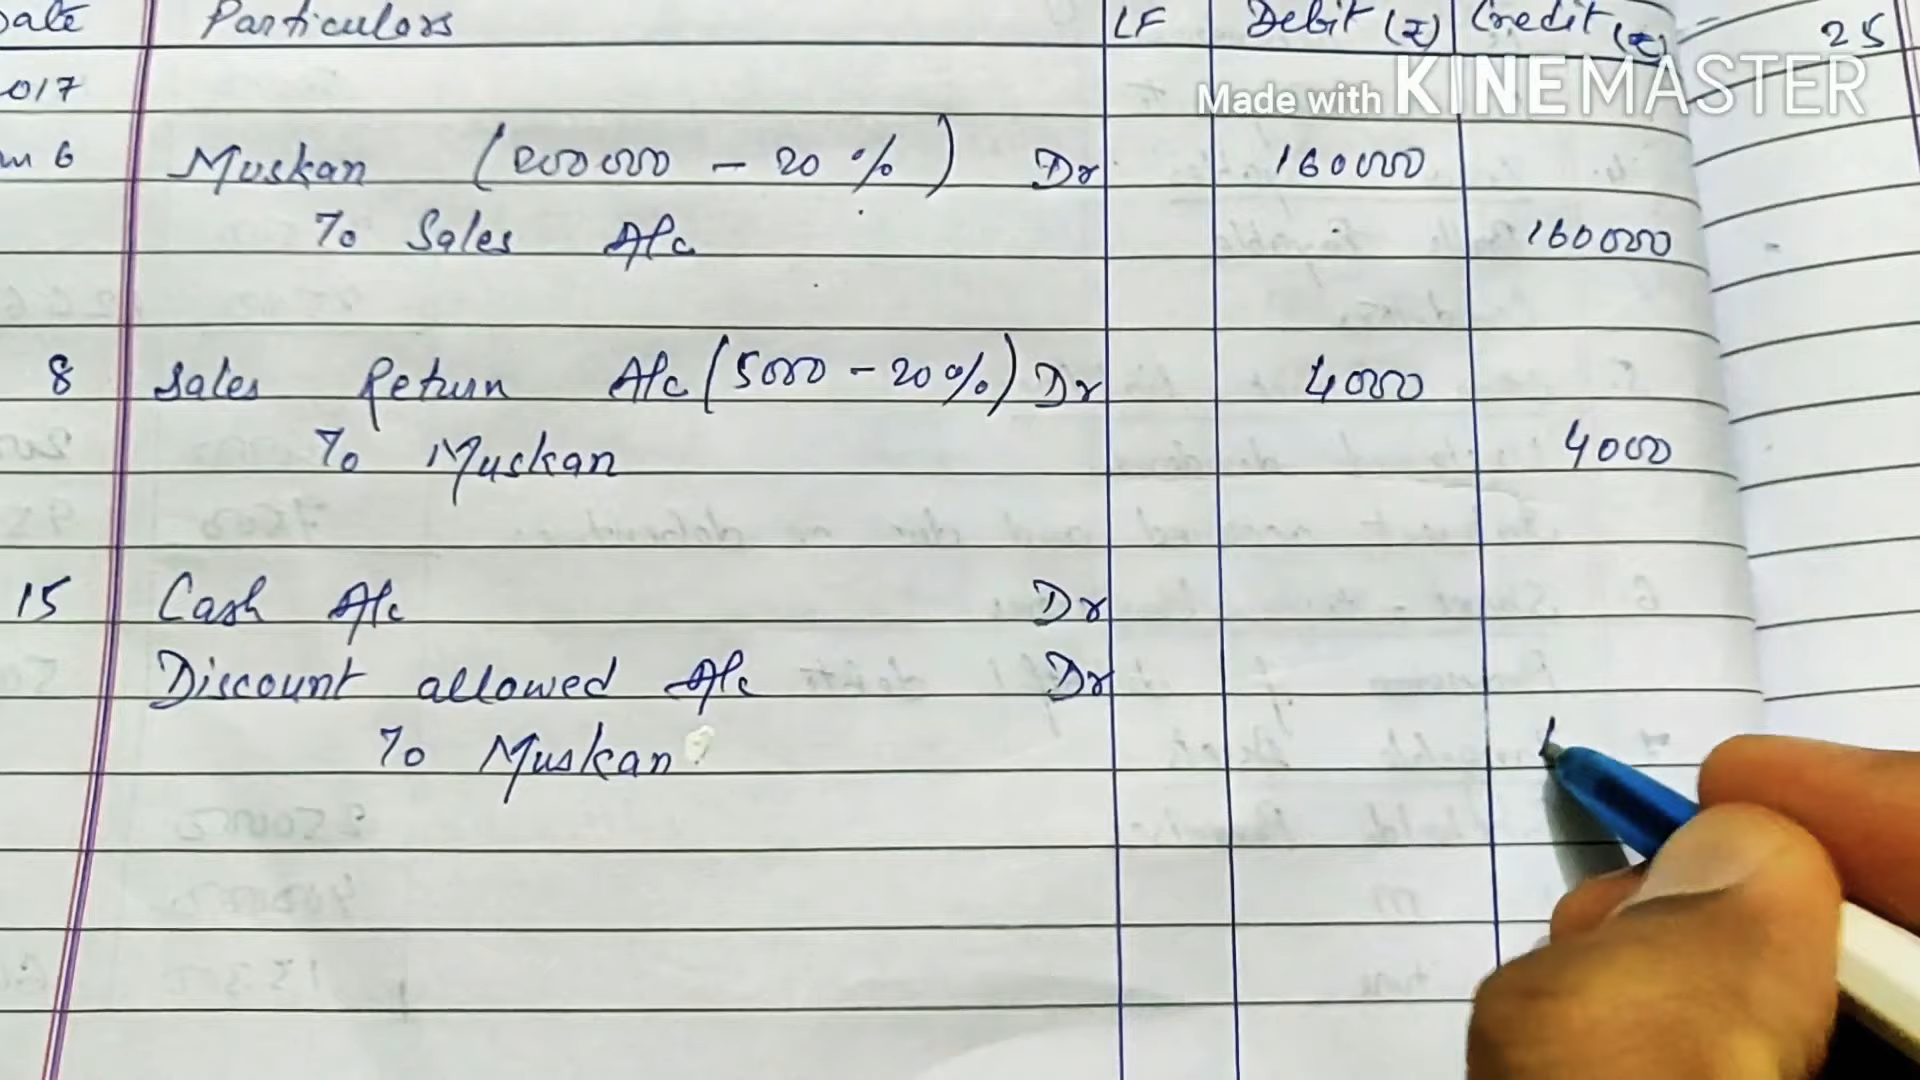 Date Particulars LF Debit (₹) Credit (₹) 25
Made with KINEMASTER
017
6 Muskan (200000 - 20 %) Dr 160000
To Sales A/c 160000
8 Sales Return A/c (5000 - 20%) Dr 4000
To Muskan 4000
15 Cash A/c Dr
Discount allowed A/c Dr
To Muskan